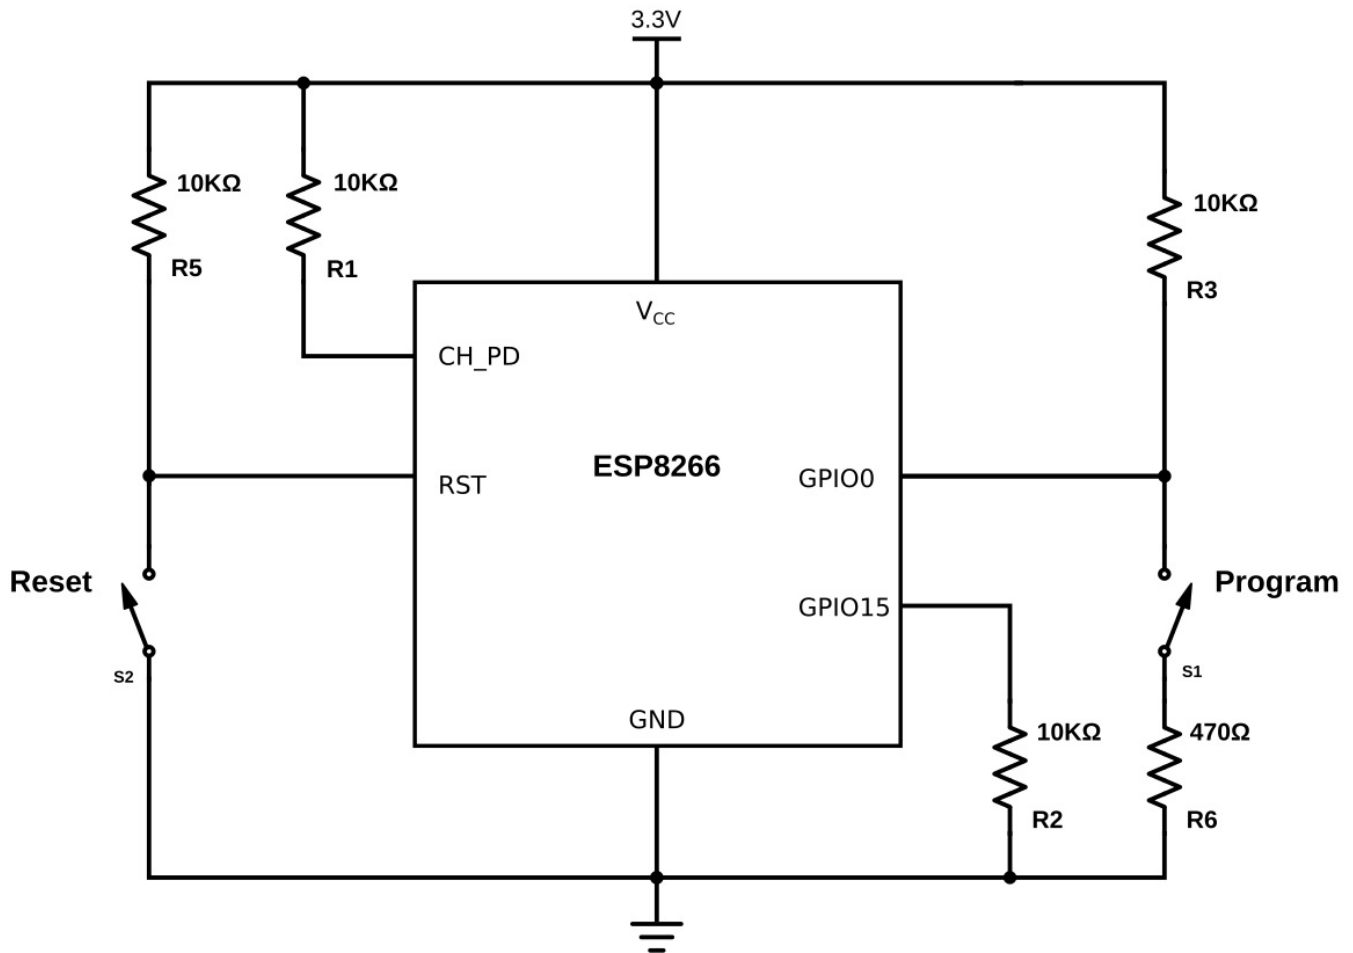 3.3V
10KΩ
R5
10KΩ
R1
10KΩ
R3
VCC
CH_PD
RST
ESP8266
GPIO0
GPIO15
GND
Reset
S2
Program
S1
10KΩ
R2
470Ω
R6